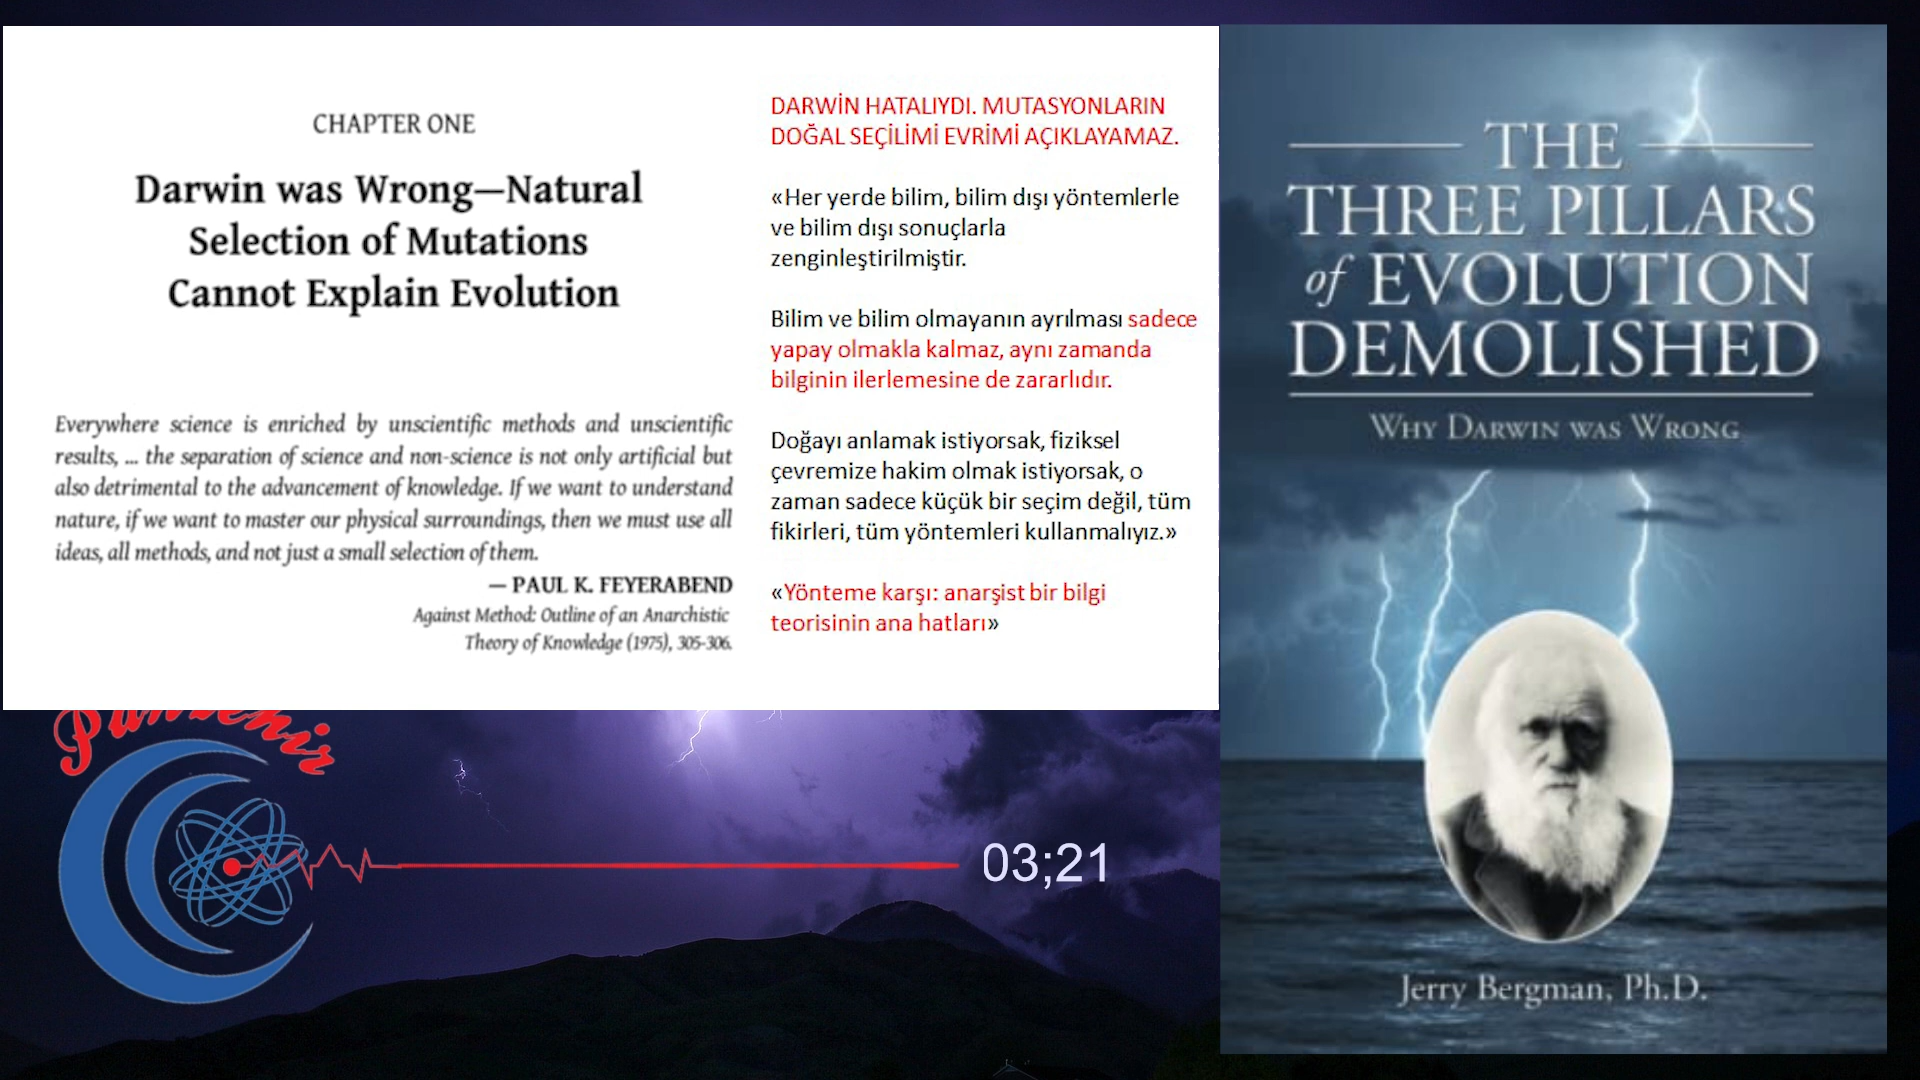 CHAPTER ONE
Darwin was Wrong—Natural
Selection of Mutations
Cannot Explain Evolution
Everywhere science is enriched by unscientific methods and unscientific
results, ... the separation of science and non-science is not only artificial but
also detrimental to the advancement of knowledge. If we want to understand
nature, if we want to master our physical surroundings, then we must use all
ideas, all methods, and not just a small selection of them.
— PAUL K. FEYERABEND
Against Method: Outline of an Anarchistic
Theory of Knowledge (1975), 305-306.
DARWİN HATALIYDI. MUTASYONLARIN
DOĞAL SEÇİLİMİ EVRİMİ AÇIKLAYAMAZ.
«Her yerde bilim, bilim dışı yöntemlerle
ve bilim dışı sonuçlarla
zenginleştirilmiştir.
Bilim ve bilim olmayanın ayrılması sadece
yapay olmakla kalmaz, aynı zamanda
bilginin ilerlemesine de zararlıdır.
Doğayı anlamak istiyorsak, fiziksel
çevremize hakim olmak istiyorsak, o
zaman sadece küçük bir seçim değil, tüm
fikirleri, tüm yöntemleri kullanmalıyız.»
«Yönteme karşı: anarşist bir bilgi
teorisinin ana hatları»
THE
THREE PILLARS
of EVOLUTION
DEMOLISHED
WHY DARWIN WAS WRONG
Jerry Bergman, Ph.D.
03;21